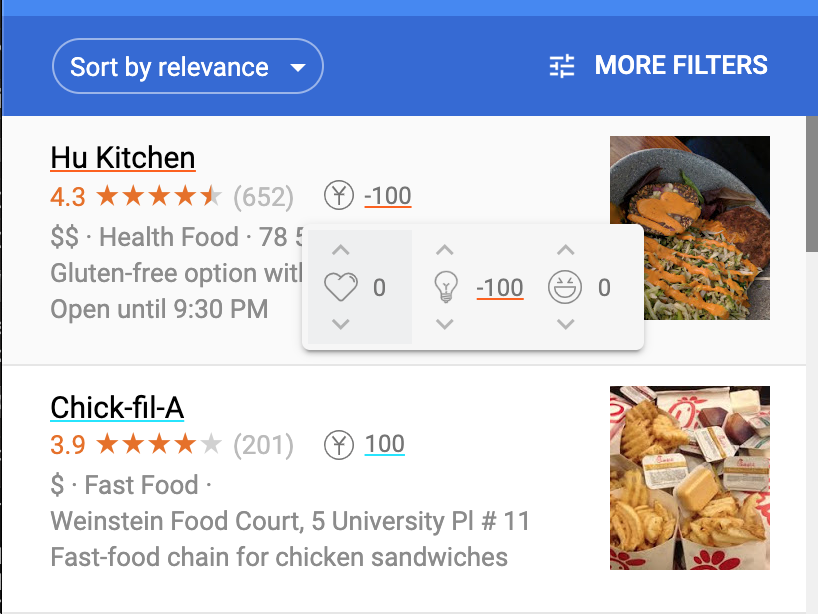 Sort by relevance
MORE FILTERS
Hu Kitchen
4.3 ★★★★★ (652) -100
$$ · Health Food · 78 5
Gluten-free option with
Open until 9:30 PM
0 -100 0
Chick-fil-A
3.9 ★★★★★ (201) 100
$ · Fast Food ·
Weinstein Food Court, 5 University Pl # 11
Fast-food chain for chicken sandwiches